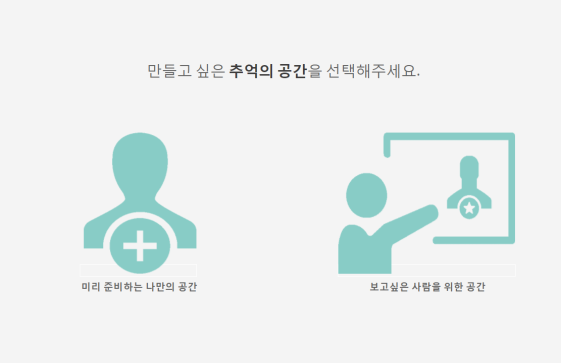 만들고 싶은 추억의 공간을 선택해주세요.
미리 준비하는 나만의 공간
보고싶은 사람을 위한 공간